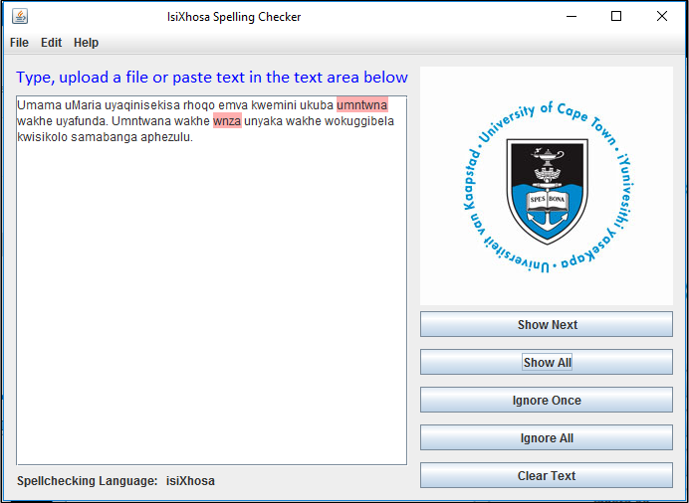 IsiXhosa Spelling Checker
File Edit Help
Type, upload a file or paste text in the text area below
Umama uMaria uyaqinisekisa rhoqo emva kwemini ukuba umntwna
wakhe uyafunda. Umntwana wakhe wnza unyaka wakhe wokuggibela
kwisikolo samabanga aphezulu.
University of Cape Town · iYunivesithi yaseKapa · Universiteit van Kaapstad ·
SPES BONA
Show Next
Show All
Ignore Once
Ignore All
Clear Text
Spellchecking Language: isiXhosa